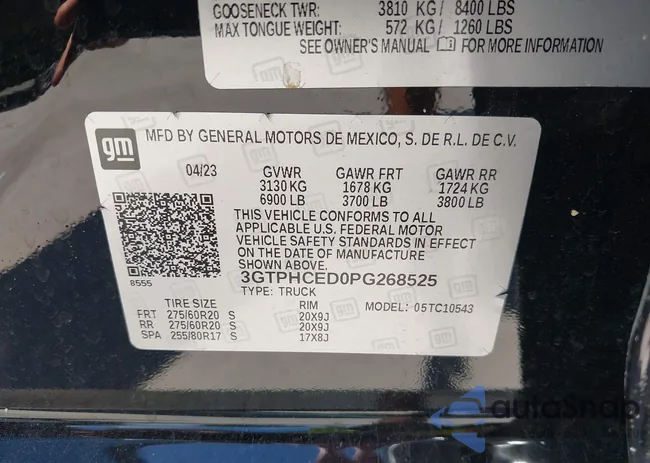 GOOSENECK TWR: 3810 KG / 8400 LBS
MAX TONGUE WEIGHT: 572 KG / 1260 LBS
SEE OWNER'S MANUAL FOR MORE INFORMATION
gm MFD BY GENERAL MOTORS DE MEXICO, S. DE R.L. DE C.V.
04/23 GVWR GAWR FRT GAWR RR
3130 KG 1678 KG 1724 KG
6900 LB 3700 LB 3800 LB
THIS VEHICLE CONFORMS TO ALL
APPLICABLE U.S. FEDERAL MOTOR
VEHICLE SAFETY STANDARDS IN EFFECT
ON THE DATE OF MANUFACTURE
SHOWN ABOVE.
8555 3GTPHCED0PG268525
TYPE: TRUCK
TIRE SIZE RIM MODEL: 05TC10543
FRT 275/60R20 S 20X9J
RR 275/60R20 S 20X9J
SPA 255/80R17 S 17X8J
autoSnap